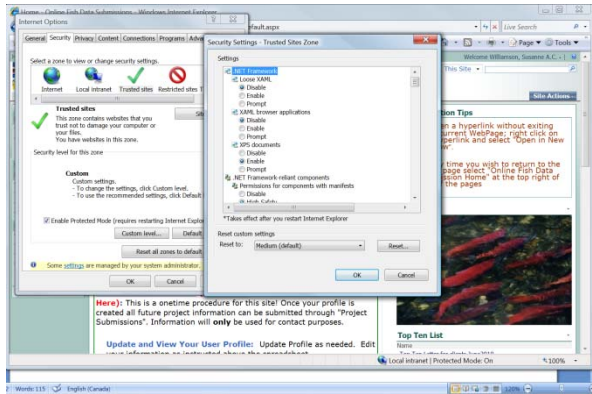 Home - Online Fish Data Submissions - Windows Internet Explorer
Internet Options
General Security Privacy Content Connections Programs
Select a zone to view or change security settings.
Internet Local intranet Trusted sites Restricted sites
Trusted sites
This zone contains websites that you
trust not to damage your computer or
your files.
You have websites in this zone.
Security level for this zone
Custom
Custom settings.
- To change the settings, click Custom level.
- To use the recommended settings, click Default
Enable Protected Mode (requires restarting Internet
Custom level... Default
Reset all zones to default
Some settings are managed by your system administrator.
OK Cancel
Security Settings - Trusted Sites Zone
Settings
.NET Framework
Loose XAML
Disable
Enable
Prompt
XAML browser applications
Disable
Enable
Prompt
XPS documents
Disable
Enable
Prompt
.NET Framework-reliant components
Permissions for components with manifests
Disable
High Safety
*Takes effect after you restart Internet Explorer
Reset custom settings
Reset to: Medium (default) Reset...
OK Cancel
fault.aspx
Live Search
Page Tools
Welcome Williamson, Susanne A.C.
This Site
Site Actions
tion Tips
n a hyperlink without exiting
urrent WebPage; right click on
perlink and select "Open in New
w".
time you wish to return to the
page select "Online Fish Data
ssion Home" at the top right of
the pages
Here): This is a onetime procedure for this site! Once your profile is
created all future project information can be submitted through "Project
Submissions". Information will only be used for contact purposes.
Update and View Your User Profile: Update Profile as needed. Edit
Top Ten List
Name
Local intranet | Protected Mode: On 100%
Words: 115 English (Canada) 120%